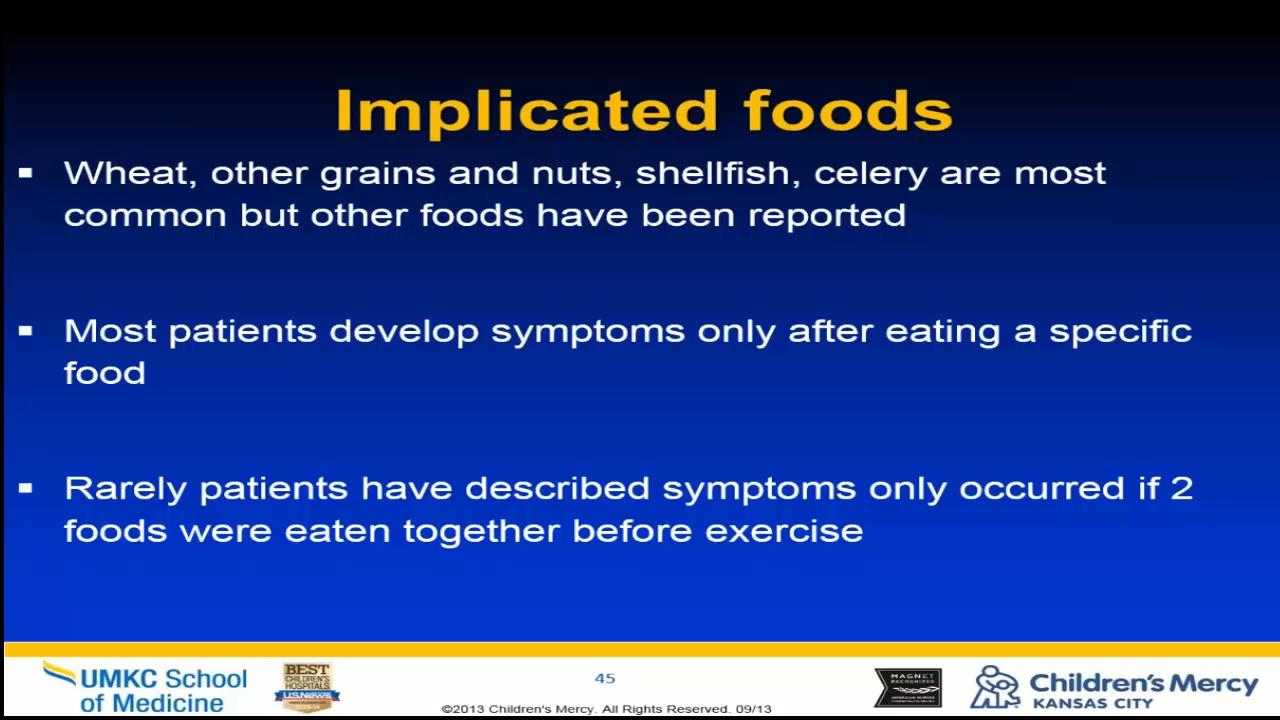 Implicated foods
▪ Wheat, other grains and nuts, shellfish, celery are most
common but other foods have been reported
▪ Most patients develop symptoms only after eating a specific
food
▪ Rarely patients have described symptoms only occurred if 2
foods were eaten together before exercise
UMKC School
of Medicine
BEST
CHILDREN'S
HOSPITALS
U.S.News
45
©2013 Children's Mercy. All Rights Reserved. 09/13
MAGNET
RECOGNIZED
Children's Mercy
KANSAS CITY